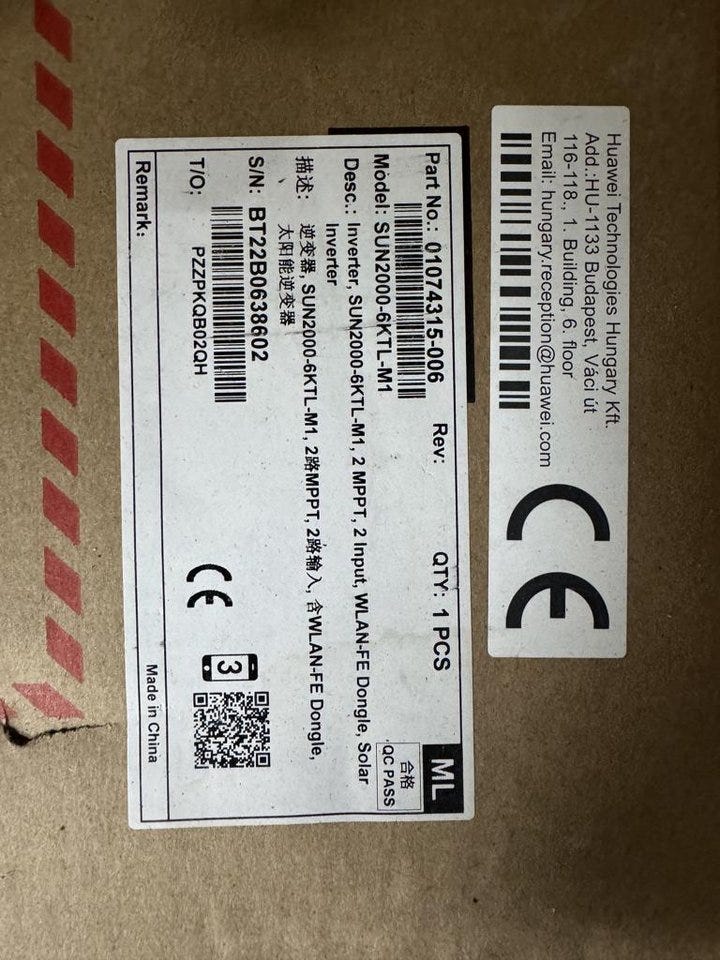 Huawei Technologies Hungary Kft.
Add.:HU-1133 Budapest, Váci út
116-118., 1. Building, 6. floor
Email: hungary.reception@huawei.com
CE
Part No.: 01074315-006 Rev: QTY: 1 PCS ML
Model: SUN2000-6KTL-M1
合格
QC PASS
Desc.: Inverter, SUN2000-6KTL-M1, 2 MPPT, 2 Input, WLAN-FE Dongle, Solar
Inverter
描述: 逆变器, SUN2000-6KTL-M1, 2路MPPT, 2路输入, 含WLAN-FE Dongle,
太阳能逆变器
S/N: BT22B0638602
3
T/O: PZZPKQB02QH
CE
Remark: Made in China